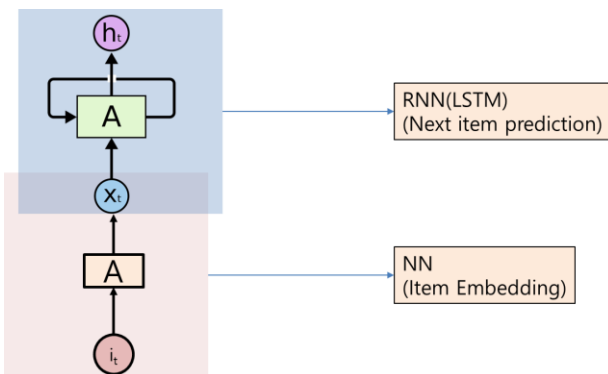 hₜ
A
RNN(LSTM)
(Next item prediction)
xₜ
A
NN
(Item Embedding)
iₜ